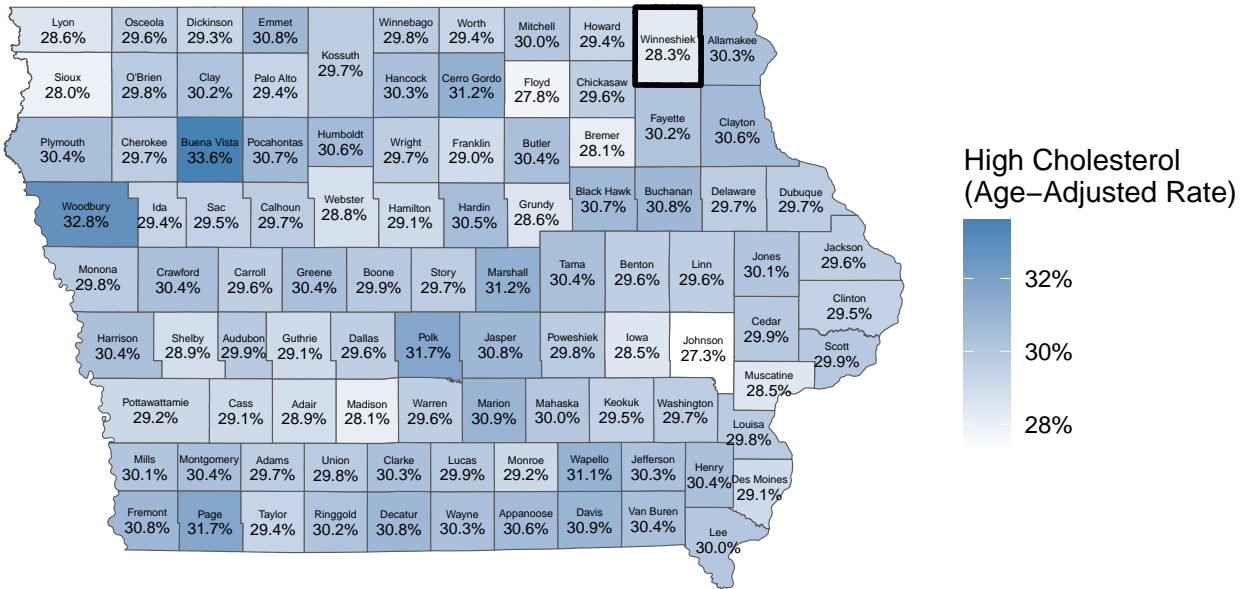 Lyon
28.6%
Osceola
29.6%
Dickinson
29.3%
Emmet
30.8%
Kossuth
29.7%
Winnebago
29.8%
Worth
29.4%
Mitchell
30.0%
Howard
29.4%
Winneshiek
28.3%
Allamakee
30.3%
Sioux
28.0%
O'Brien
29.8%
Clay
30.2%
Palo Alto
29.4%
Hancock
30.3%
Cerro Gordo
31.2%
Floyd
27.8%
Chickasaw
29.6%
Fayette
30.2%
Clayton
30.6%
Plymouth
30.4%
Cherokee
29.7%
Buena Vista
33.6%
Pocahontas
30.7%
Humboldt
30.6%
Wright
29.7%
Franklin
29.0%
Butler
30.4%
Bremer
28.1%
High Cholesterol
(Age−Adjusted Rate)
32%
30%
28%
Woodbury
32.8%
Ida
29.4%
Sac
29.5%
Calhoun
29.7%
Webster
28.8%
Hamilton
29.1%
Hardin
30.5%
Grundy
28.6%
Black Hawk
30.7%
Buchanan
30.8%
Delaware
29.7%
Dubuque
29.7%
Monona
29.8%
Crawford
30.4%
Carroll
29.6%
Greene
30.4%
Boone
29.9%
Story
29.7%
Marshall
31.2%
Tama
30.4%
Benton
29.6%
Linn
29.6%
Jones
30.1%
Jackson
29.6%
Clinton
29.5%
Harrison
30.4%
Shelby
28.9%
Audubon
29.9%
Guthrie
29.1%
Dallas
29.6%
Polk
31.7%
Jasper
30.8%
Poweshiek
29.8%
Iowa
28.5%
Johnson
27.3%
Cedar
29.9%
Scott
29.9%
Muscatine
28.5%
Pottawattamie
29.2%
Cass
29.1%
Adair
28.9%
Madison
28.1%
Warren
29.6%
Marion
30.9%
Mahaska
30.0%
Keokuk
29.5%
Washington
29.7%
Louisa
29.8%
Mills
30.1%
Montgomery
30.4%
Adams
29.7%
Union
29.8%
Clarke
30.3%
Lucas
29.9%
Monroe
29.2%
Wapello
31.1%
Jefferson
30.3%
Henry
30.4%
Des Moines
29.1%
Fremont
30.8%
Page
31.7%
Taylor
29.4%
Ringgold
30.2%
Decatur
30.8%
Wayne
30.3%
Appanoose
30.6%
Davis
30.9%
Van Buren
30.4%
Lee
30.0%